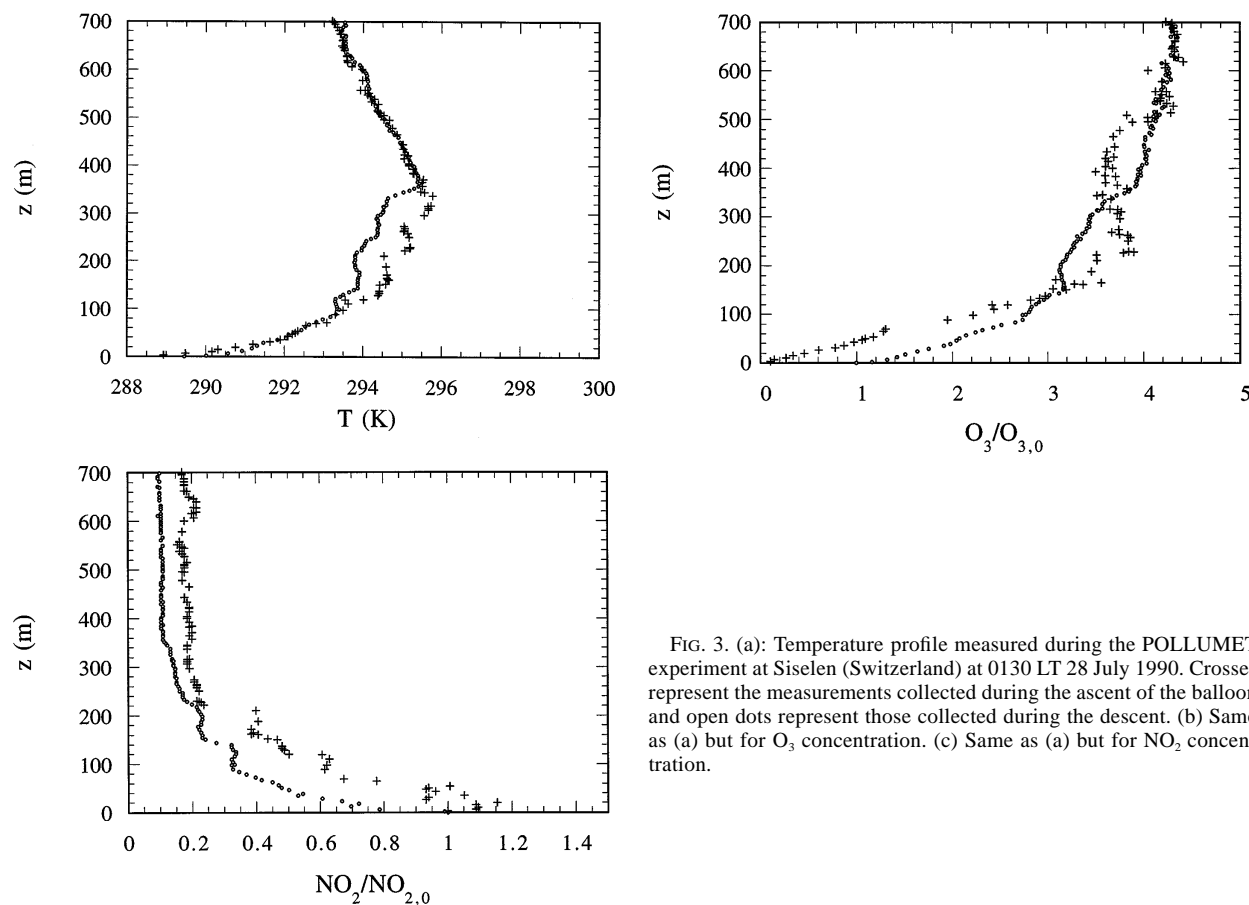 700
600
500
400
300
200
100
0
z (m)
288 290 292 294 296 298 300
T (K)
700
600
500
400
300
200
100
0
z (m)
0 1 2 3 4 5
O3/O3,0
700
600
500
400
300
200
100
0
z (m)
0 0.2 0.4 0.6 0.8 1 1.2 1.4
NO2/NO2,0
FIG. 3. (a): Temperature profile measured during the POLLUMET
experiment at Siselen (Switzerland) at 0130 LT 28 July 1990. Crosse
represent the measurements collected during the ascent of the balloon
and open dots represent those collected during the descent. (b) Same
as (a) but for O3 concentration. (c) Same as (a) but for NO2 concen-
tration.